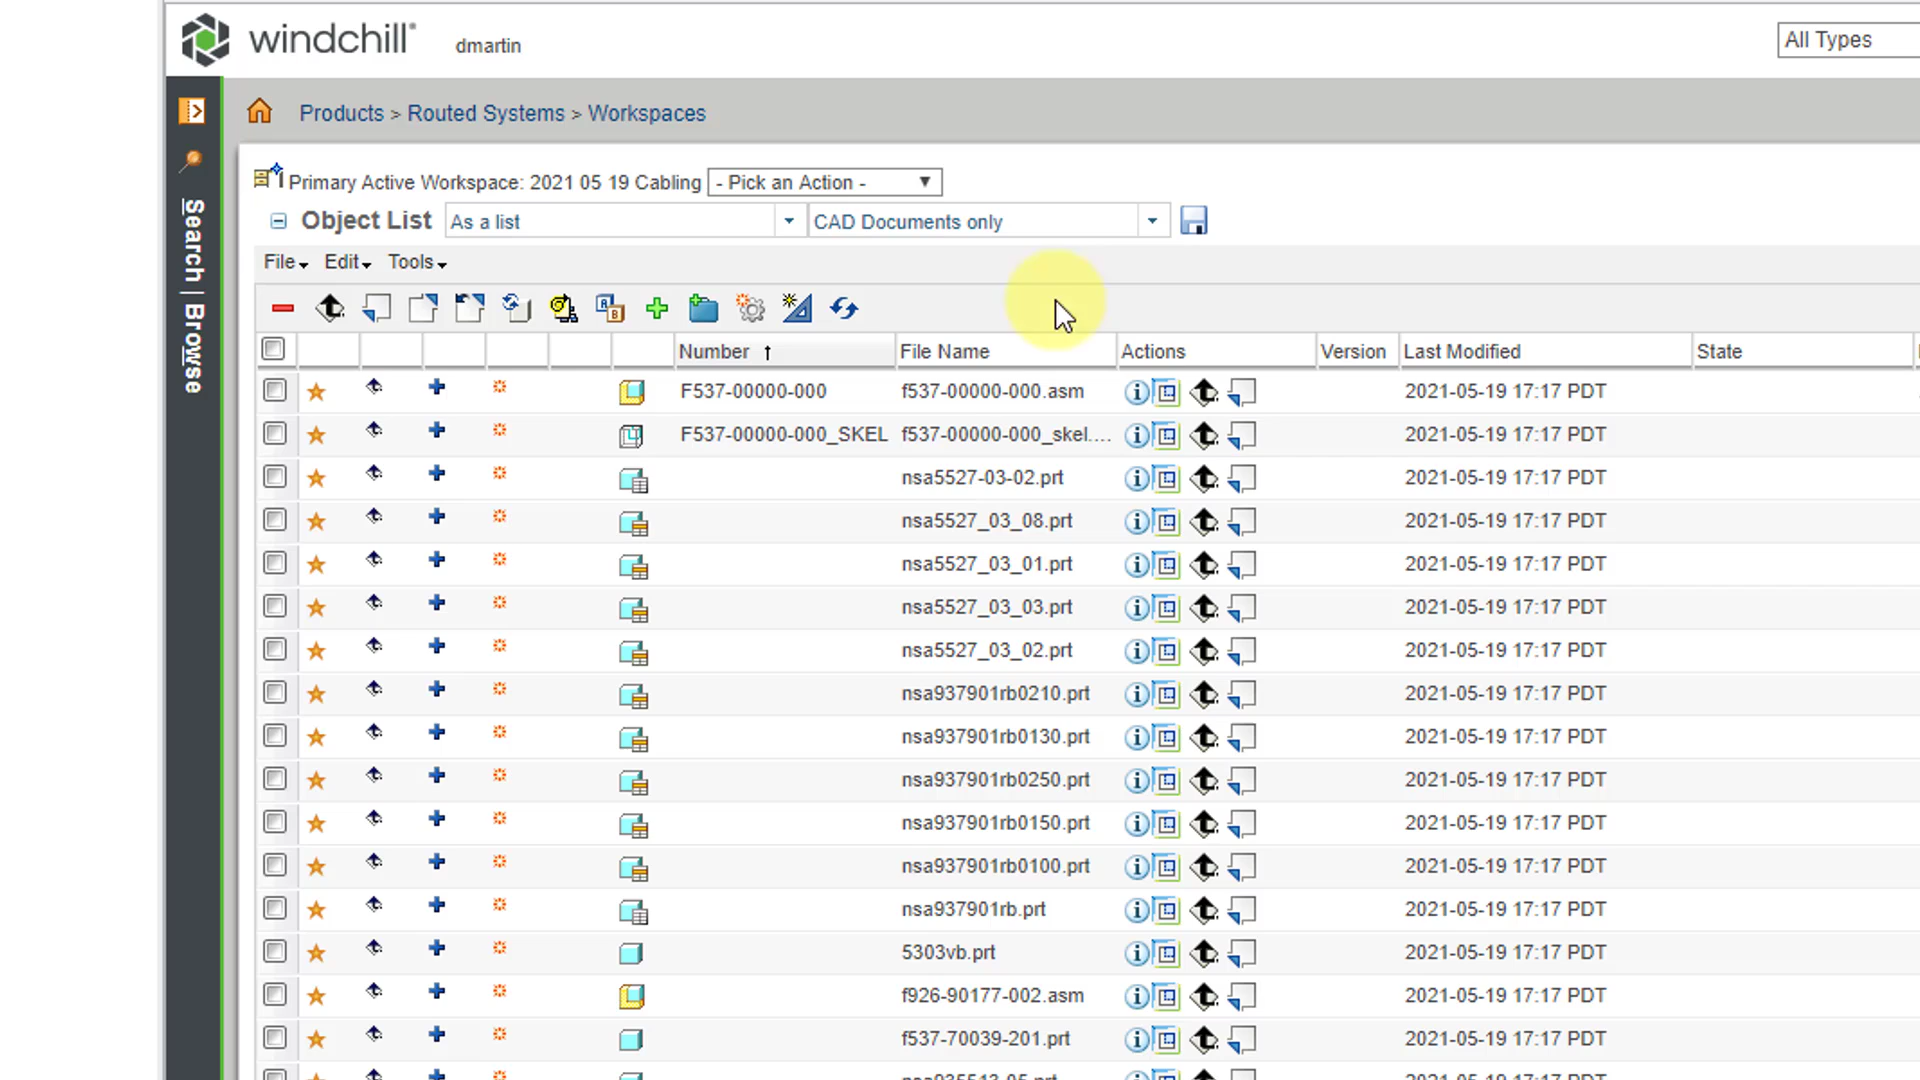 windchill® dmartin All Types
Products > Routed Systems > Workspaces
Search | Browse
Primary Active Workspace: 2021 05 19 Cabling - Pick an Action -
Object List As a list CAD Documents only
File Edit Tools
Number File Name Actions Version Last Modified State
F537-00000-000 f537-00000-000.asm 2021-05-19 17:17 PDT
F537-00000-000_SKEL f537-00000-000_skel.... 2021-05-19 17:17 PDT
nsa5527-03-02.prt 2021-05-19 17:17 PDT
nsa5527_03_08.prt 2021-05-19 17:17 PDT
nsa5527_03_01.prt 2021-05-19 17:17 PDT
nsa5527_03_03.prt 2021-05-19 17:17 PDT
nsa5527_03_02.prt 2021-05-19 17:17 PDT
nsa937901rb0210.prt 2021-05-19 17:17 PDT
nsa937901rb0130.prt 2021-05-19 17:17 PDT
nsa937901rb0250.prt 2021-05-19 17:17 PDT
nsa937901rb0150.prt 2021-05-19 17:17 PDT
nsa937901rb0100.prt 2021-05-19 17:17 PDT
nsa937901rb.prt 2021-05-19 17:17 PDT
5303vb.prt 2021-05-19 17:17 PDT
f926-90177-002.asm 2021-05-19 17:17 PDT
f537-70039-201.prt 2021-05-19 17:17 PDT